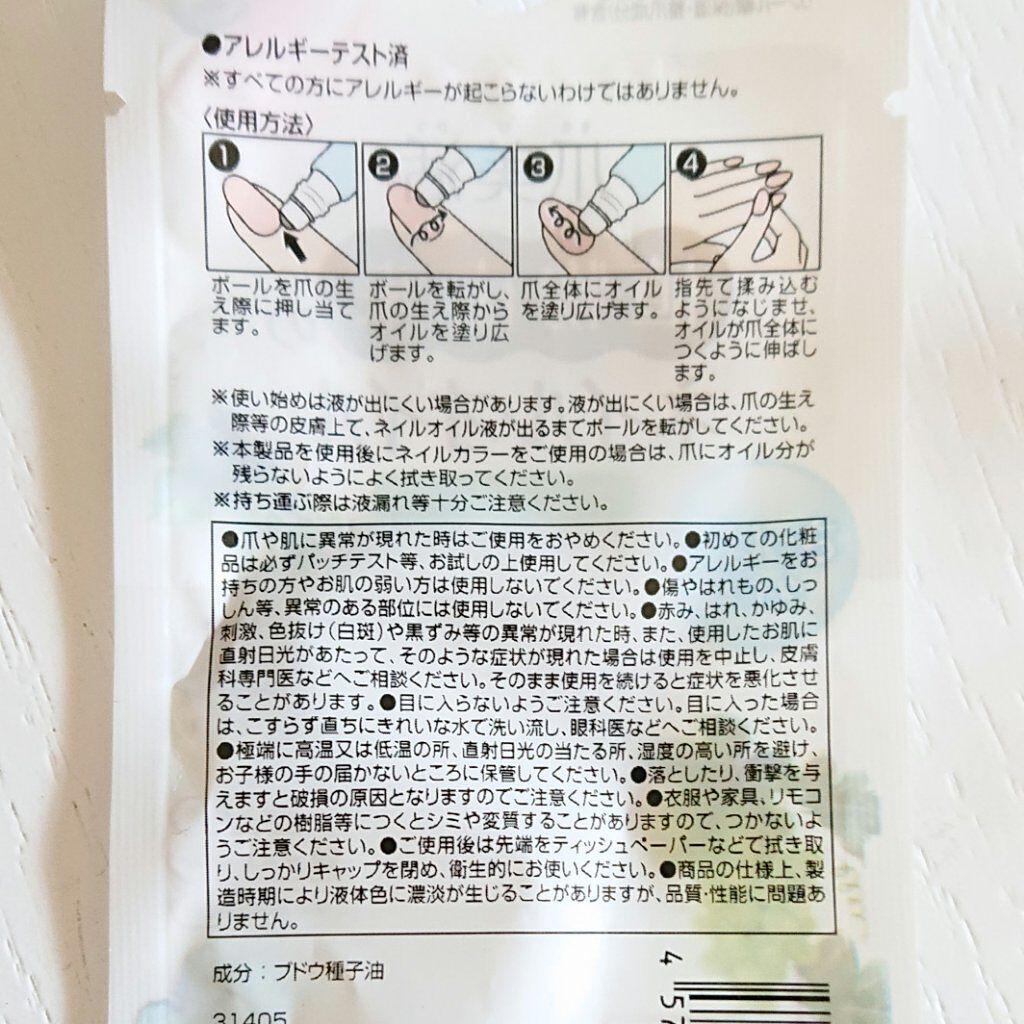 ●アレルギーテスト済
※すべての方にアレルギーが起こらないわけではありません。
〈使用方法〉
1
2
3
4
ボールを爪の生
え際に押し当て
ます。
ボールを転がし、
爪の生え際から
オイルを塗り広
げます。
爪全体にオイル
を塗り広げます。
指先で揉み込む
ようになじませ、
オイルが爪全体に
つくように伸ばし
ます。
※使い始めは液が出にくい場合があります。液が出にくい場合は、爪の生え
際等の皮膚上で、ネイルオイル液が出るまでボールを転がしてください。
※本製品を使用後にネイルカラーをご使用の場合は、爪にオイル分が
残らないようによく拭き取ってください。
※持ち運ぶ際は液漏れ等十分ご注意ください。
●爪や肌に異常が現れた時はご使用をおやめください。●初めての化粧
品は必ずパッチテスト等、お試しの上使用してください。●アレルギーをお
持ちの方やお肌の弱い方は使用しないでください。●傷やはれもの、しっ
しん等、異常のある部位には使用しないでください。●赤み、はれ、かゆみ、
刺激、色抜け（白斑）や黒ずみ等の異常が現れた時、また、使用したお肌に
直射日光があたって、そのような症状が現れた場合は使用を中止し、皮膚
科専門医などへご相談ください。そのまま使用を続けると症状を悪化させ
ることがあります。●目に入らないようご注意ください。目に入った場合
は、こすらず直ちにきれいな水で洗い流し、眼科医などへご相談ください。
●極端に高温又は低温の所、直射日光の当たる所、湿度の高い所を避け、
お子様の手の届かないところに保管してください。●落としたり、衝撃を与
えますと破損の原因となりますのでご注意ください。●衣服や家具、リモコ
ンなどの樹脂等につくとシミや変質することがありますので、つかないよ
うご注意ください。●ご使用後は先端をティッシュペーパーなどで拭き取
り、しっかりキャップを閉め、衛生的にお使いください。●商品の仕様上、製
造時期により液体色に濃淡が生じることがありますが、品質・性能に問題あ
りません。
成分：ブドウ種子油
31405
4 57